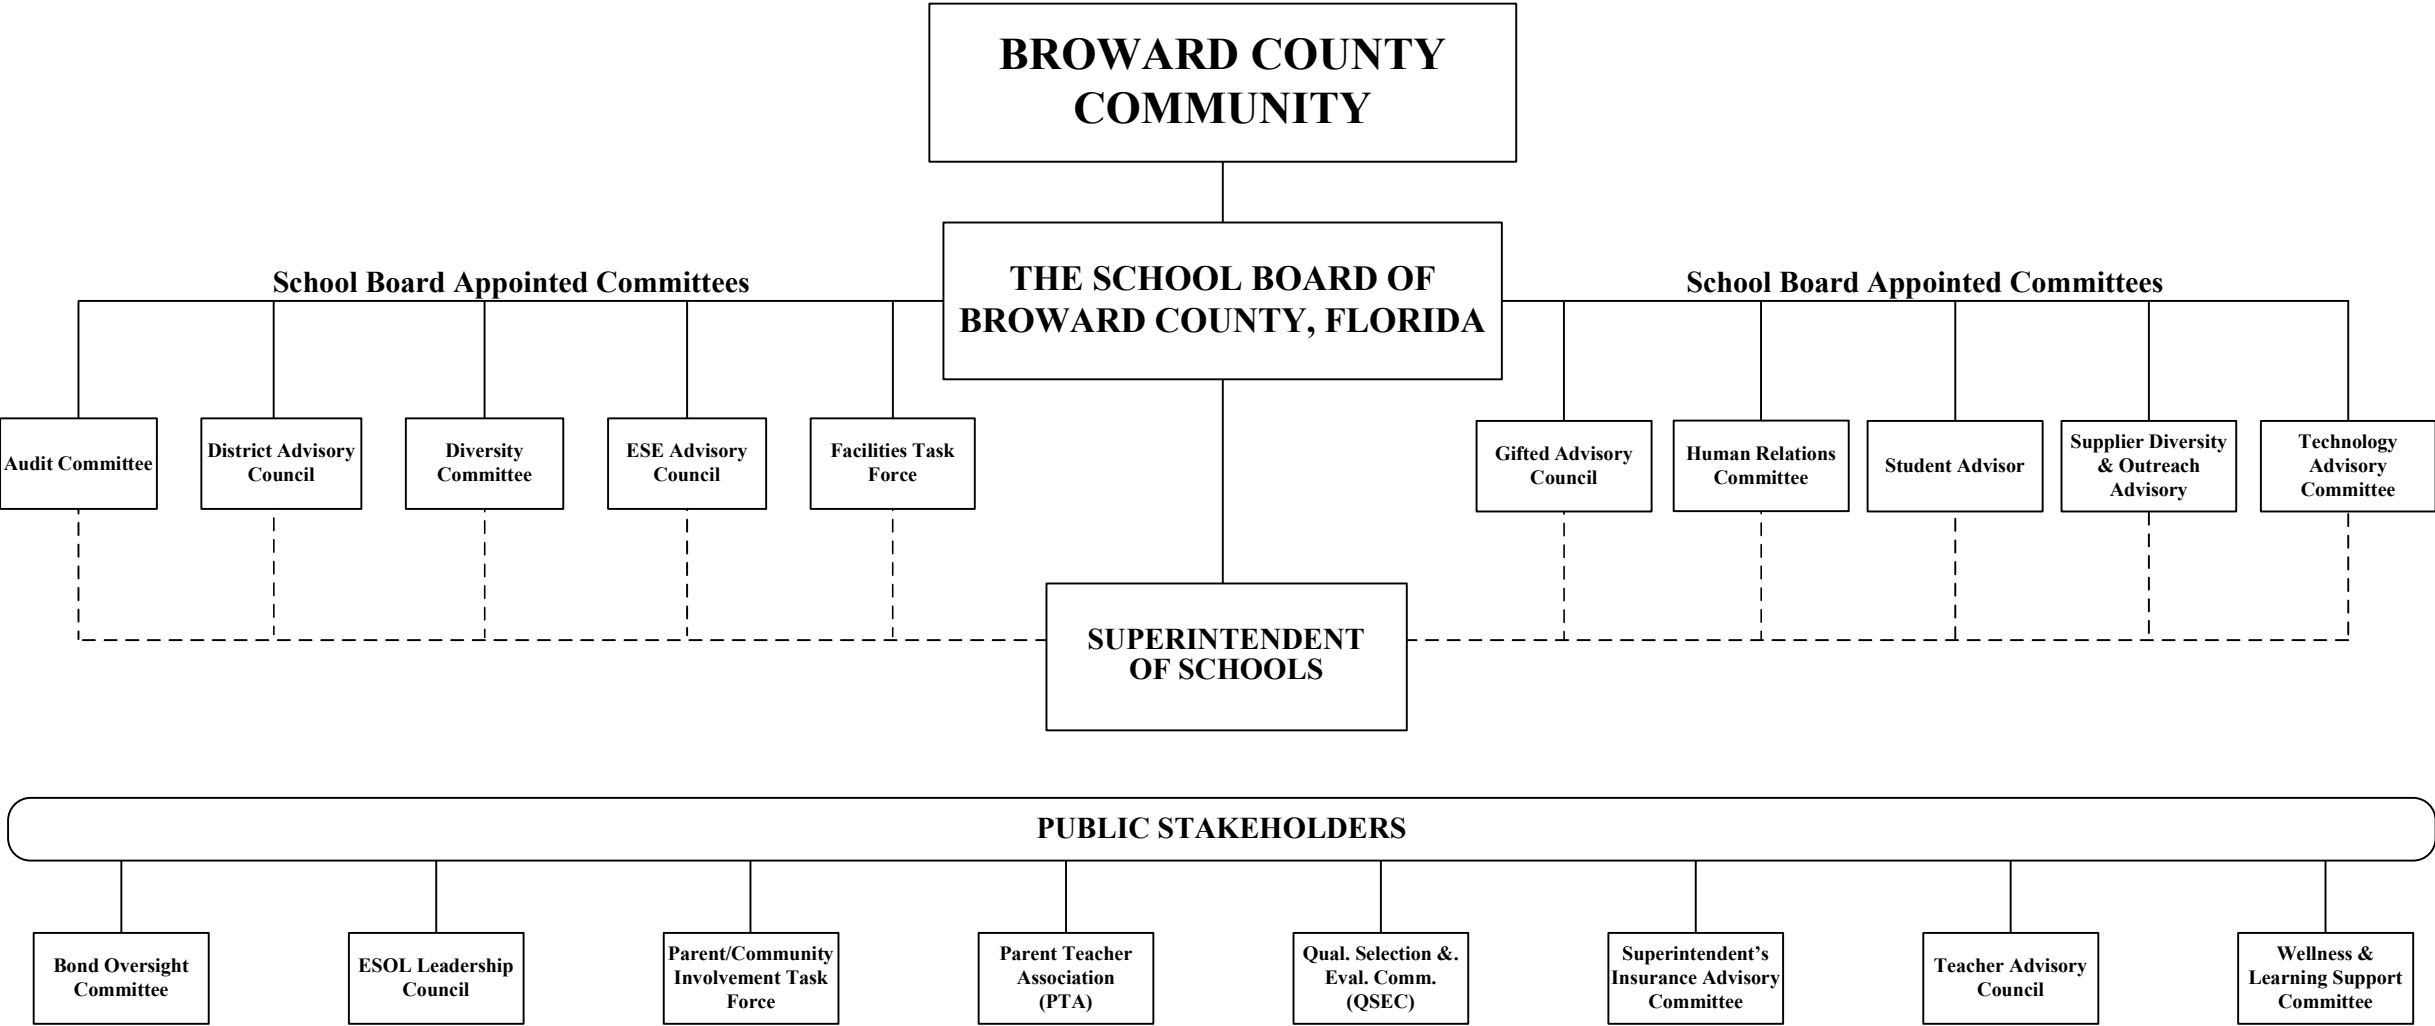 BROWARD COUNTY
COMMUNITY
THE SCHOOL BOARD OF
BROWARD COUNTY, FLORIDA
School Board Appointed Committees
School Board Appointed Committees
Audit Committee
District Advisory
Council
Diversity
Committee
ESE Advisory
Council
Facilities Task
Force
Gifted Advisory
Council
Human Relations
Committee
Student Advisor
Supplier Diversity
& Outreach
Advisory
Technology
Advisory
Committee
SUPERINTENDENT
OF SCHOOLS
PUBLIC STAKEHOLDERS
Bond Oversight
Committee
ESOL Leadership
Council
Parent/Community
Involvement Task
Force
Parent Teacher
Association
(PTA)
Qual. Selection &.
Eval. Comm.
(QSEC)
Superintendent’s
Insurance Advisory
Committee
Teacher Advisory
Council
Wellness &
Learning Support
Committee